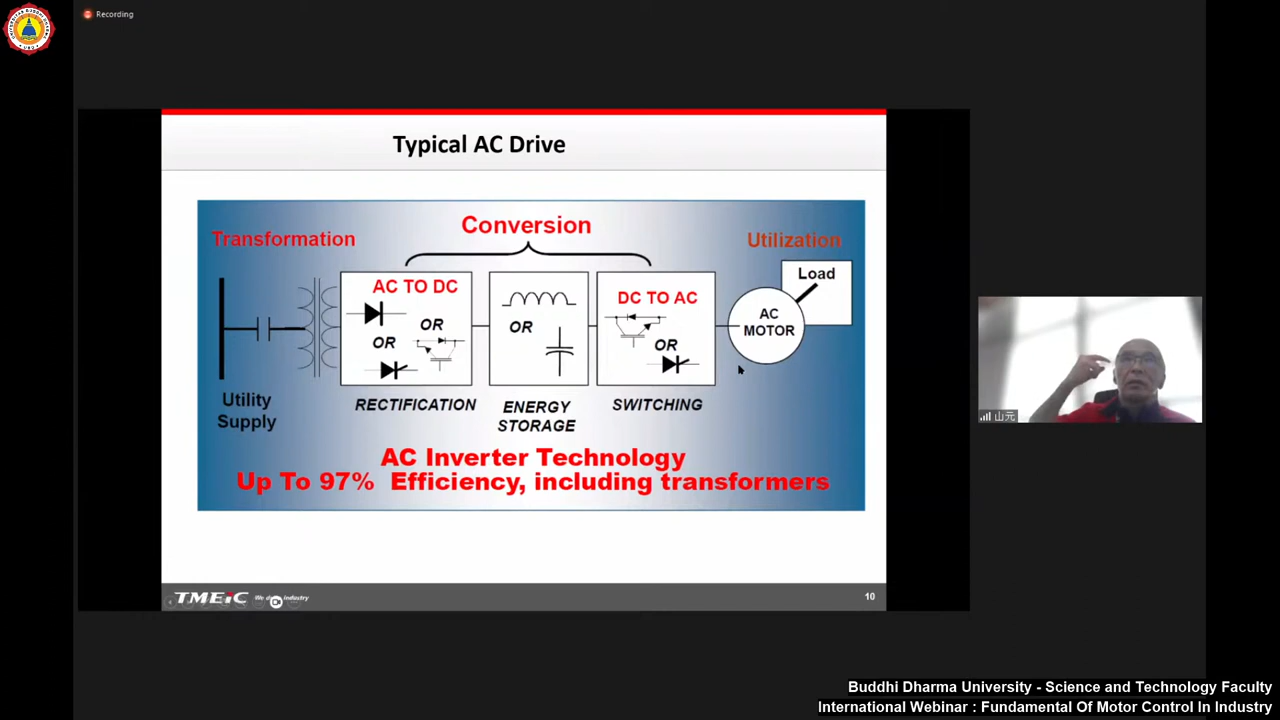 Recording
Typical AC Drive
Conversion
Transformation
Utilization
AC TO DC
OR
OR
OR
DC TO AC
OR
Load
AC
MOTOR
Utility
Supply
RECTIFICATION
ENERGY
STORAGE
SWITCHING
AC Inverter Technology
Up To 97% Efficiency, including transformers
TMEiC
industry
10
山元
Buddhi Dharma University - Science and Technology Faculty
International Webinar : Fundamental Of Motor Control In Industry